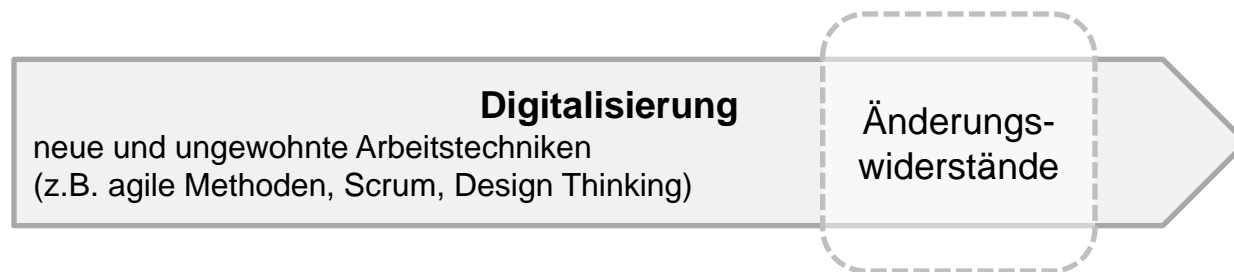 Digitalisierung
neue und ungewohnte Arbeitstechniken
(z.B. agile Methoden, Scrum, Design Thinking)
Änderungs-
widerstände